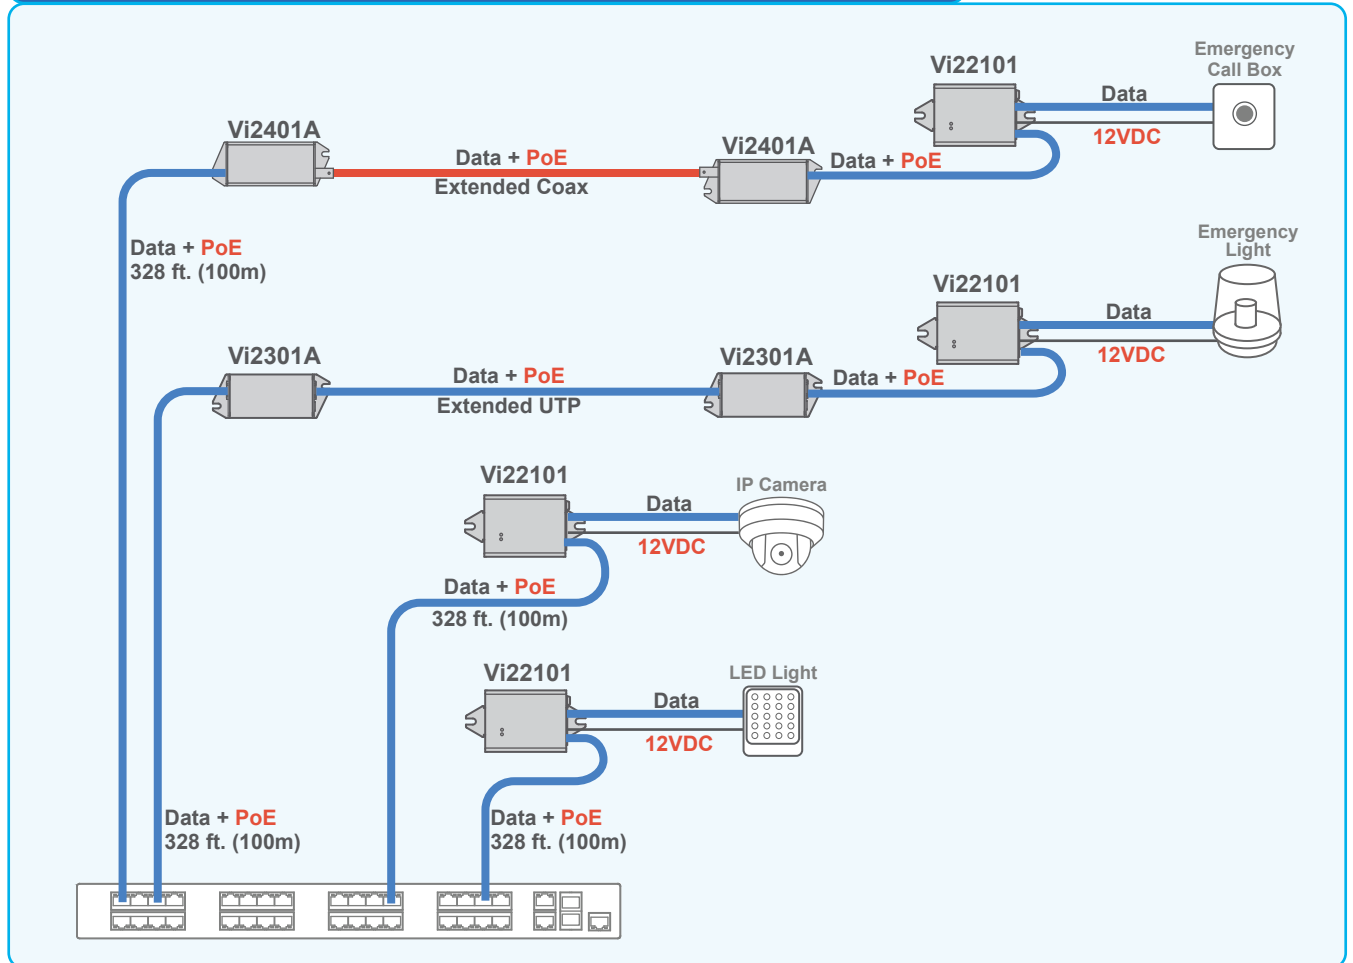 Vi22101
Emergency
Call Box
Data
12VDC
Vi2401A
Data + PoE
Extended Coax
Vi2401A
Data + PoE
Data + PoE
328 ft. (100m)
Emergency
Light
Vi22101
Data
12VDC
Vi2301A
Data + PoE
Extended UTP
Vi2301A
Data + PoE
Vi22101
IP Camera
Data
12VDC
Data + PoE
328 ft. (100m)
Vi22101
LED Light
Data
12VDC
Data + PoE
328 ft. (100m)
Data + PoE
328 ft. (100m)